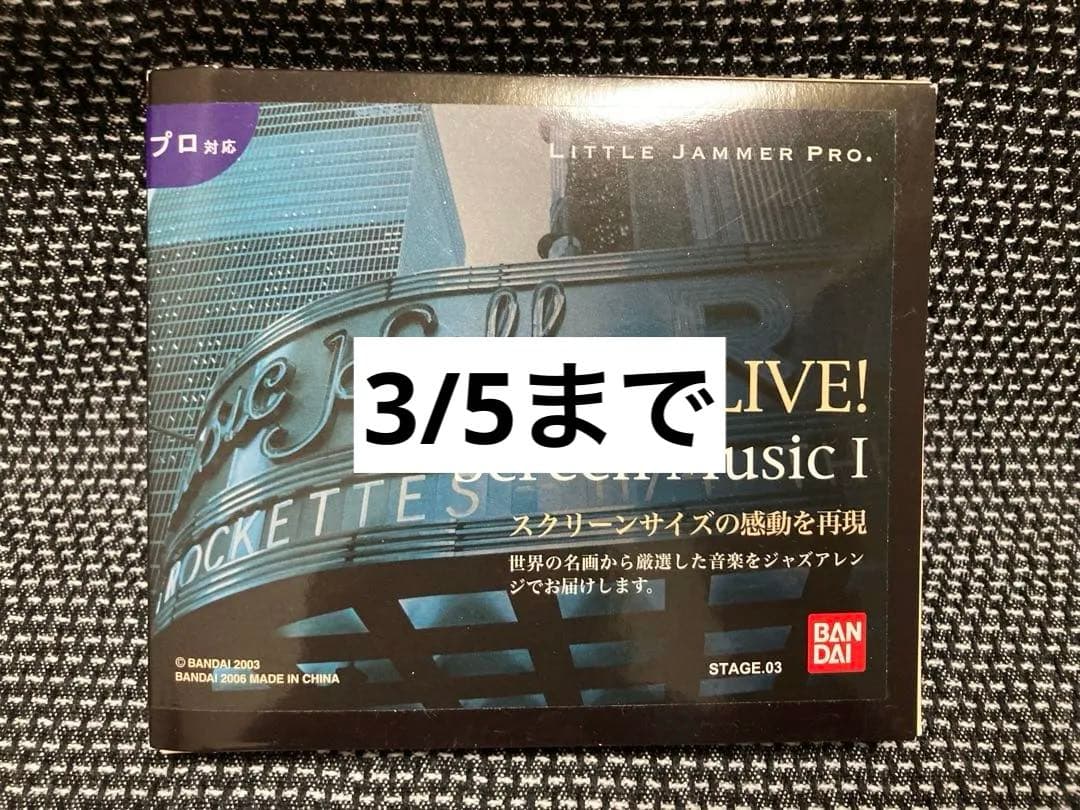 プロ対応
LITTLE JAMMER PRO.
3/5まで
LIVE!
Screen Music I
ROCKETTES
スクリーンサイズの感動を再現
世界の名画から厳選した音楽をジャズアレン
ジでお届けします。
© BANDAI 2003
BANDAI 2006 MADE IN CHINA
STAGE.03
BAN
DAI